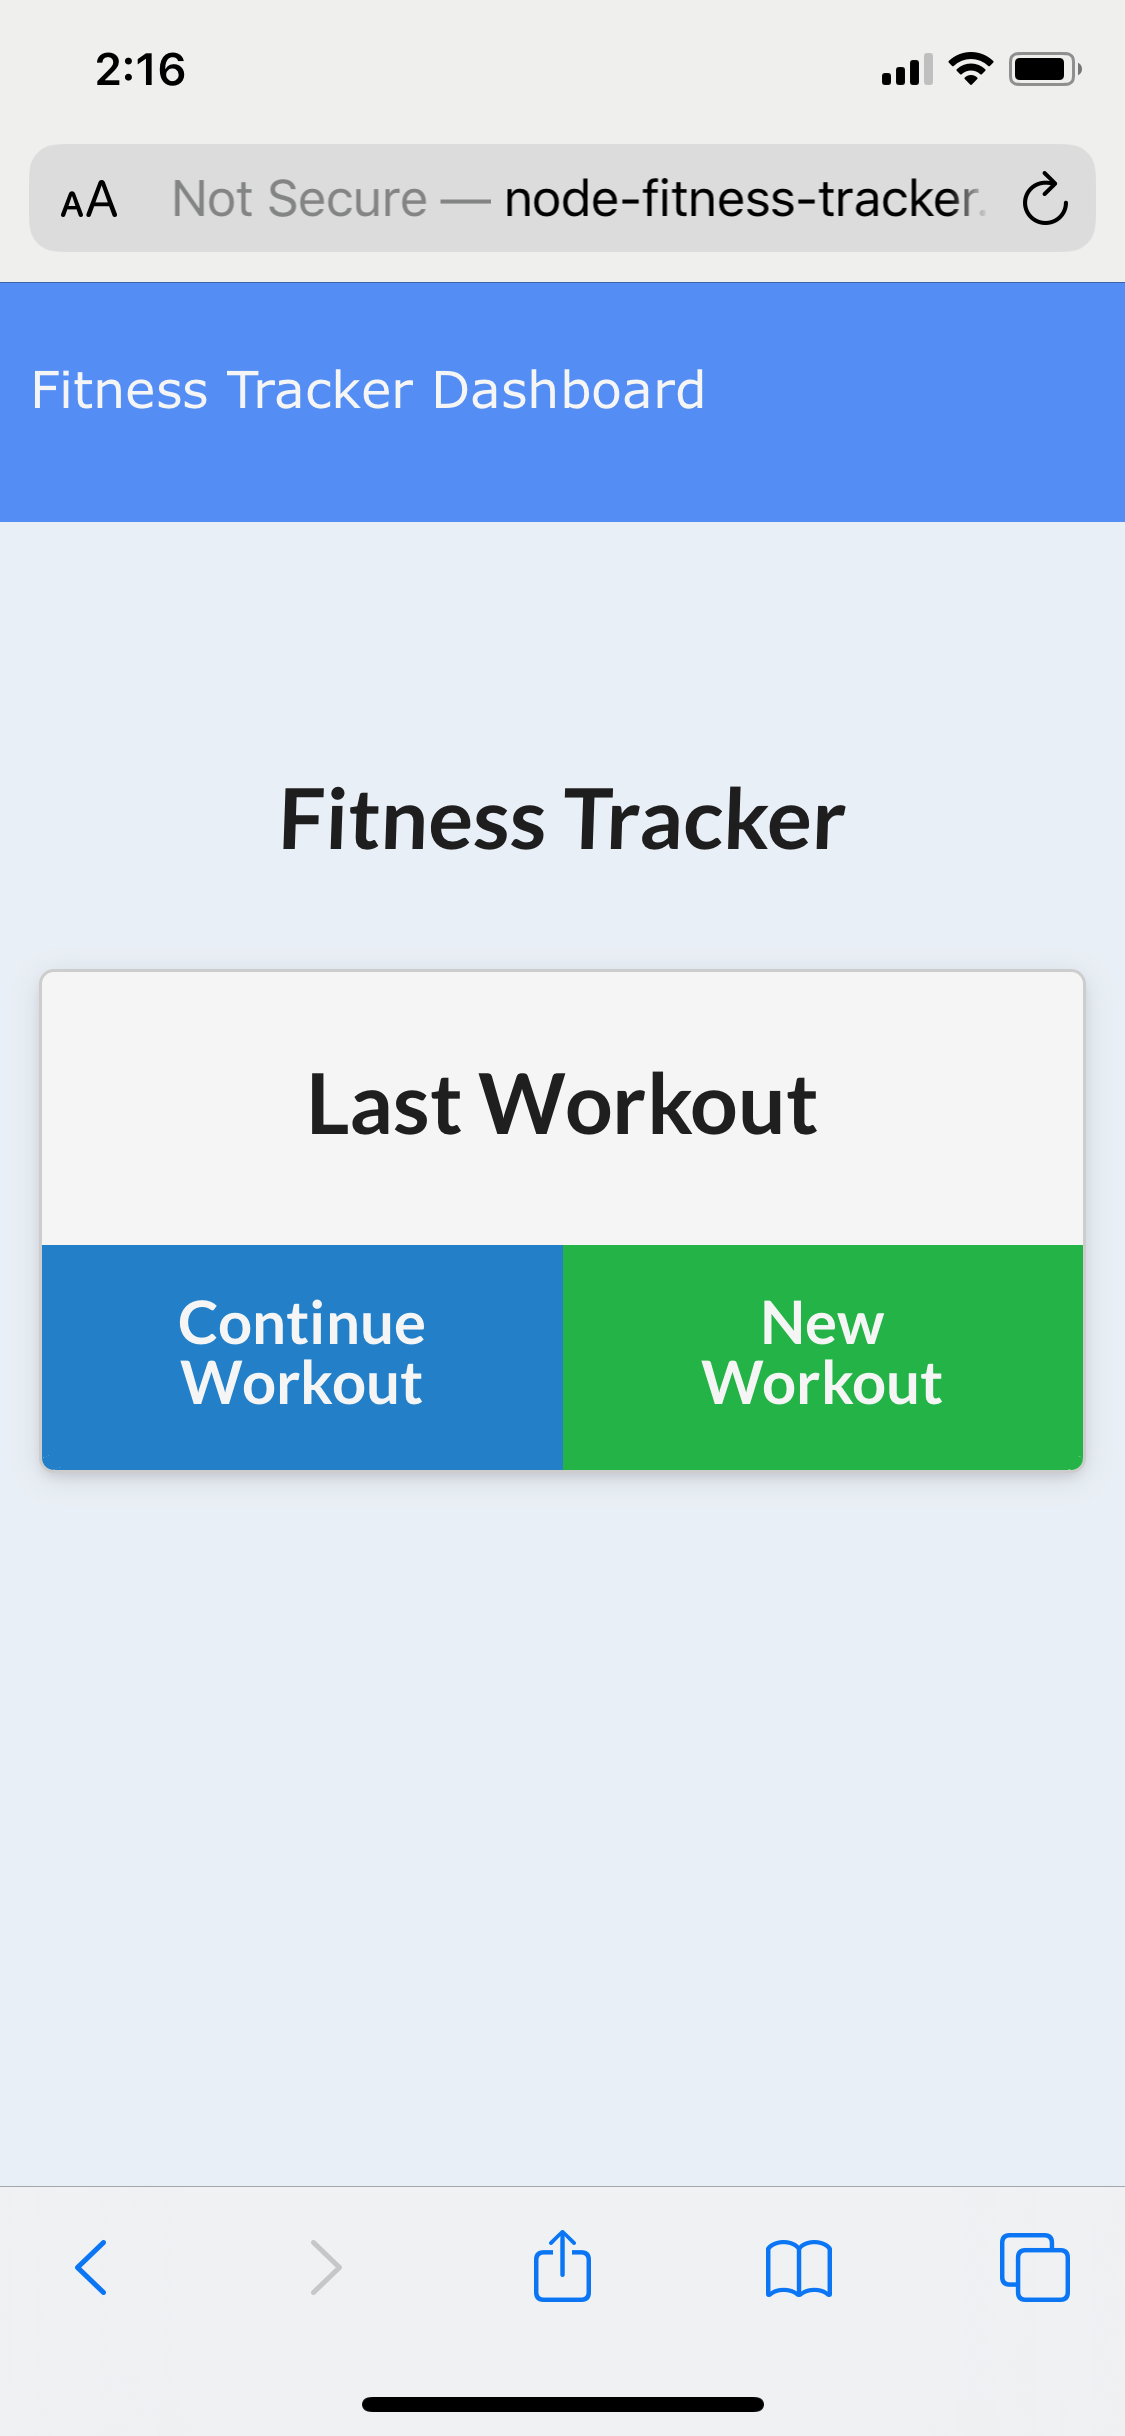 2:16
AA Not Secure — node-fitness-tracker.
Fitness Tracker Dashboard
Fitness Tracker
Last Workout
Continue
Workout
New
Workout